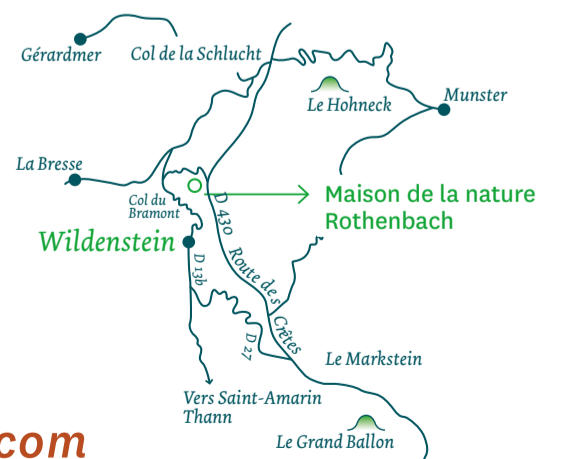 Gérardmer
Col de la Schlucht
Le Hohneck
Munster
La Bresse
Col du
Bramont
Maison de la nature
Rothenbach
Wildenstein
D 430
Route des Crêtes
D 13b
D 27
Le Markstein
Vers Saint-Amarin
Thann
Le Grand Ballon
com